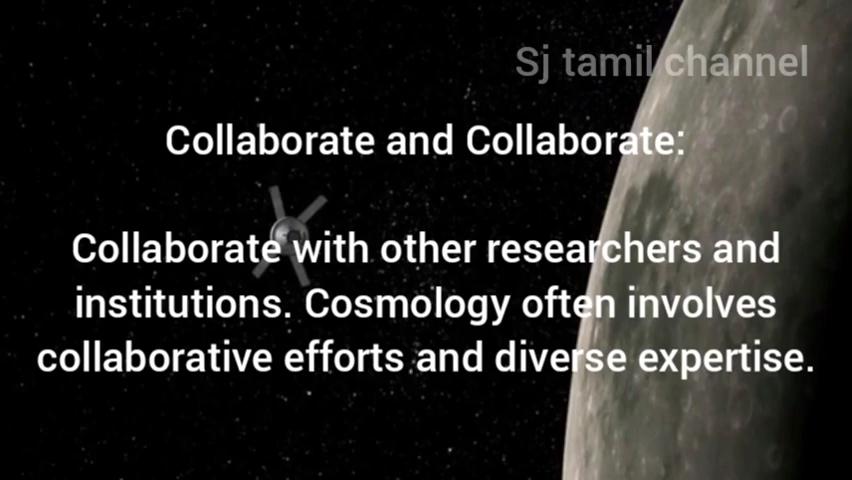 Sj tamil channel
Collaborate and Collaborate:
Collaborate with other researchers and
institutions. Cosmology often involves
collaborative efforts and diverse expertise.